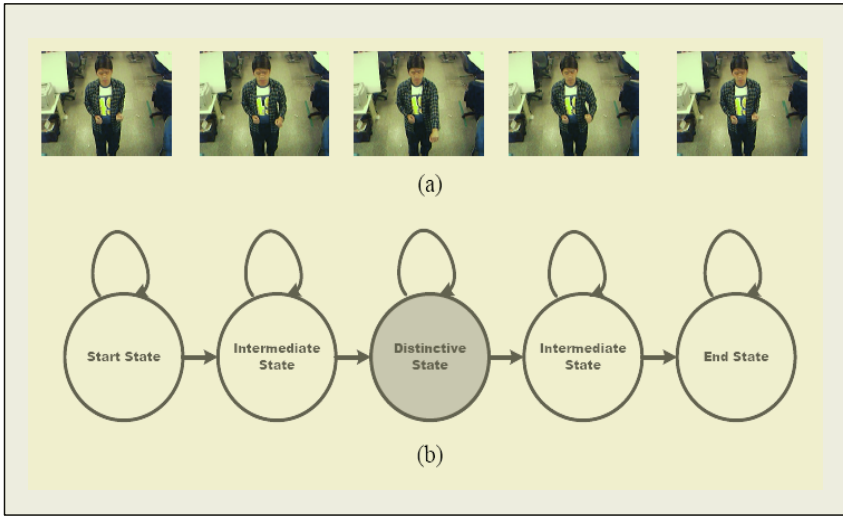 (a)
Start State
Intermediate
State
Distinctive
State
Intermediate
State
End State
(b)